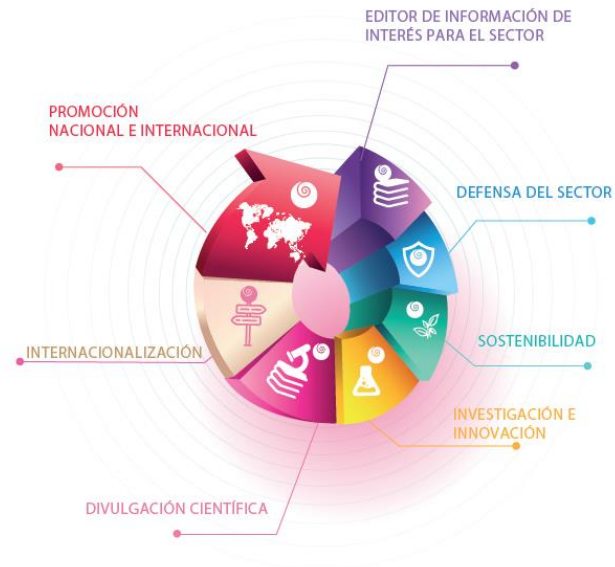 EDITOR DE INFORMACIÓN DE
INTERÉS PARA EL SECTOR
PROMOCIÓN
NACIONAL E INTERNACIONAL
DEFENSA DEL SECTOR
SOSTENIBILIDAD
INTERNACIONALIZACIÓN
INVESTIGACIÓN E
INNOVACIÓN
DIVULGACIÓN CIENTÍFICA